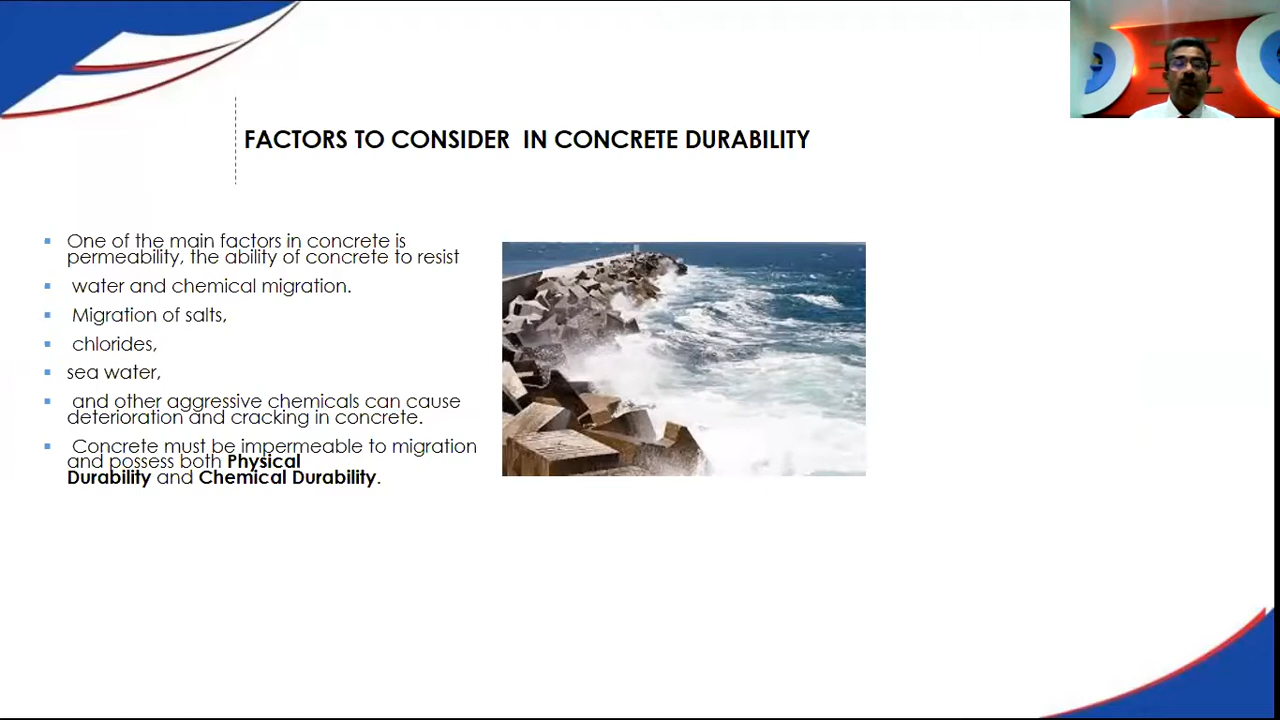 FACTORS TO CONSIDER IN CONCRETE DURABILITY
▪ One of the main factors in concrete is
permeability, the ability of concrete to resist
▪ water and chemical migration.
▪ Migration of salts,
▪ chlorides,
▪ sea water,
▪ and other aggressive chemicals can cause
deterioration and cracking in concrete.
▪ Concrete must be impermeable to migration
and possess both Physical
Durability and Chemical Durability.